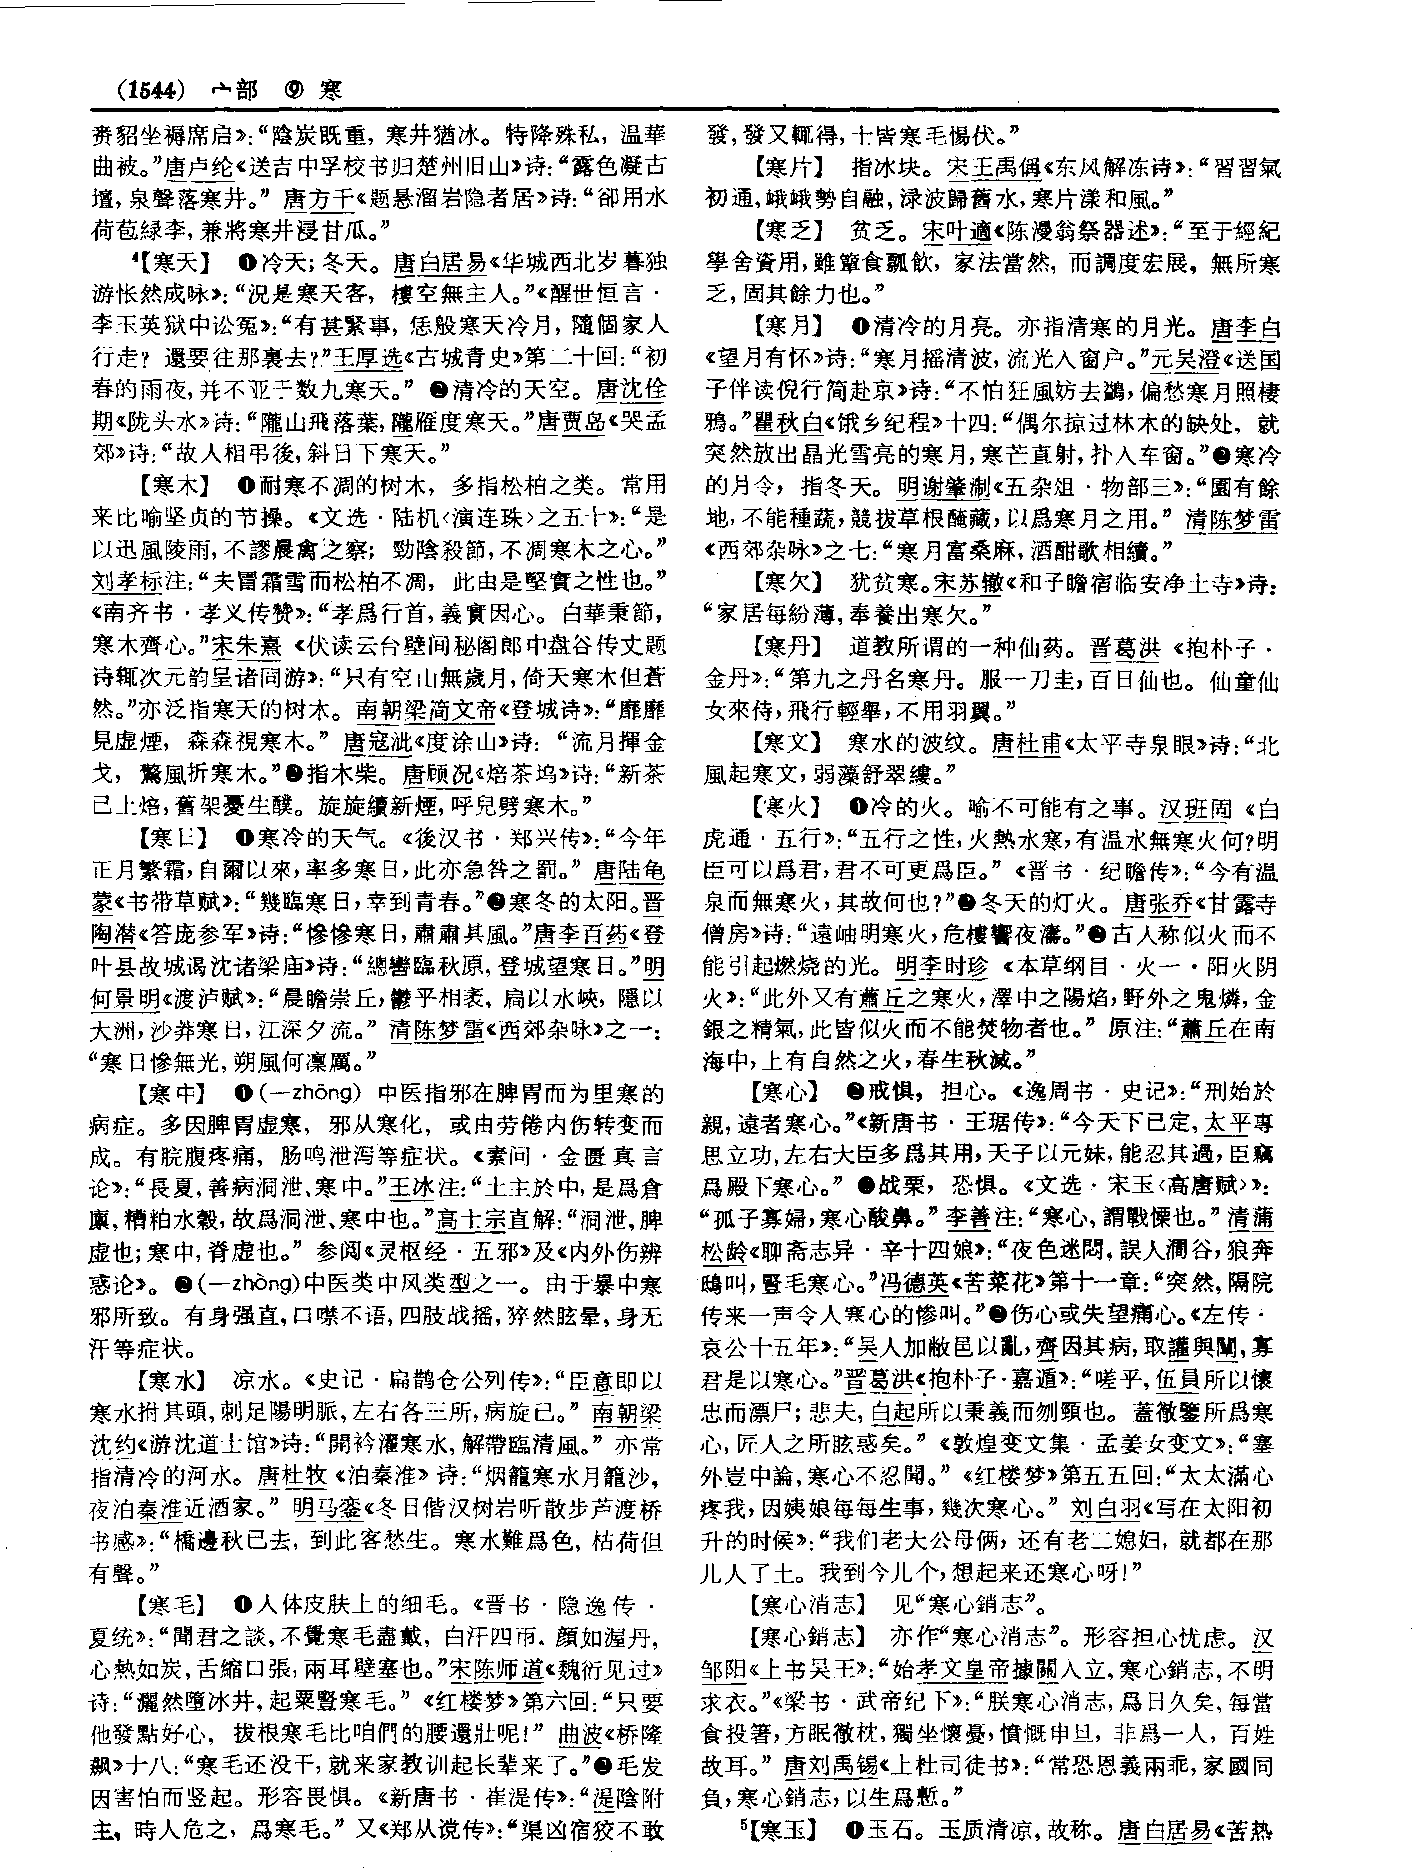 (1544) 宀部 ⑨ 寒
赉貂坐褥席启》：“陰炭既重，寒井猶冰。特降殊私，温華
曲被。”唐卢纶《送吉中孚校书归楚州旧山》诗：“露色凝古
壇，泉聲落寒井。” 唐方干《题悬溜岩隐者居》诗：“卻用水
荷苞緑李，兼將寒井浸甘瓜。”
4【寒天】 ❶冷天；冬天。唐白居易《华城西北岁暮独
游怅然成咏》：“況是寒天客，樓空無主人。”《醒世恒言·
李玉英狱中讼冤》：“有甚緊事，恁般寒天冷月，隨個家人
行走？還要往那裏去？”王厚选《古城青史》第二十回：“初
春的雨夜，并不亚于数九寒天。” ❷清冷的天空。唐沈佺
期《陇头水》诗：“隴山飛落葉，隴雁度寒天。”唐贾岛《哭孟
郊》诗：“故人相弔後，斜日下寒天。”
【寒木】 ❶耐寒不凋的树木，多指松柏之类。常用
来比喻坚贞的节操。《文选·陆机〈演连珠〉之五十》：“是
以迅風陵雨，不謬晨禽之察；勁陰殺節，不凋寒木之心。”
刘孝标注：“夫冒霜雪而松柏不凋，此由是堅實之性也。”
《南齐书·孝义传赞》：“孝爲行首，義實因心。白華秉節，
寒木齊心。”宋朱熹《伏读云台壁间秘阁郎中盘谷传丈题
诗辄次元韵呈诸同游》：“只有空山無歲月，倚天寒木但蒼
然。”亦泛指寒天的树木。南朝梁简文帝《登城诗》：“靡靡
見虚煙，森森視寒木。” 唐寇泚《度涂山》诗：“流月揮金
戈，驚風折寒木。”❷指木柴。唐顾况《焙茶坞》诗：“新茶
已上焙，舊架憂生醭。旋旋續新煙，呼兒劈寒木。”
【寒日】 ❶寒冷的天气。《後汉书·郑兴传》：“今年
正月繁霜，自爾以來，率多寒日，此亦急咎之罰。” 唐陆龟
蒙《书带草赋》：“幾臨寒日，幸到青春。”❷寒冬的太阳。晋
陶潜《答庞参军》诗：“慘慘寒日，肅肅其風。”唐李百药《登
叶县故城谒沈诸梁庙》诗：“總轡臨秋原，登城望寒日。”明
何景明《渡泸赋》：“晨瞻崇丘，鬱乎相袤，扃以水峽，隱以
大洲，沙莽寒日，江深夕流。” 清陈梦雷《西郊杂咏》之一：
“寒日慘無光，朔風何凛厲。”
【寒中】 ❶(—zhōng) 中医指邪在脾胃而为里寒的
病症。多因脾胃虚寒，邪从寒化，或由劳倦内伤转变而
成。有脘腹疼痛，肠鸣泄泻等症状。《素问·金匮真言
论》：“長夏，善病洞泄、寒中。”王冰注：“土主於中，是爲倉
廪，糟粕水穀，故爲洞泄、寒中也。”高士宗直解：“洞泄，脾
虚也；寒中，脊虚也。” 参阅《灵枢经·五邪》及《内外伤辨
惑论》。❷(—zhòng)中医类中风类型之一。由于暴中寒
邪所致。有身强直，口噤不语，四肢战摇，猝然眩晕，身无
汗等症状。
【寒水】 凉水。《史记·扁鹊仓公列传》：“臣意即以
寒水拊其頭，刺足陽明脈，左右各三所，病旋已。” 南朝梁
沈约《游沈道士馆》诗：“開衿濯寒水，解帶臨清風。” 亦常
指清冷的河水。唐杜牧《泊秦淮》诗：“烟籠寒水月籠沙，
夜泊秦淮近酒家。” 明马銮《冬日偕汉树岩听散步芦渡桥
书感》：“橋邊秋已去，到此客愁生。寒水難爲色，枯荷但
有聲。”
【寒毛】 ❶人体皮肤上的细毛。《晋书·隐逸传·
夏统》：“聞君之談，不覺寒毛盡戴，白汗四帀，顔如渥丹，
心熱如炭，舌縮口張，兩耳壁塞也。”宋陈师道《魏衍见过》
诗：“灑然墮冰井，起粟豎寒毛。” 《红楼梦》第六回：“只要
他發點好心，拔根寒毛比咱們的腰還壯呢！” 曲波《桥隆
飙》十八：“寒毛还没干，就来家教训起长辈来了。”❷毛发
因害怕而竖起。形容畏惧。《新唐书·崔湜传》：“湜陰附
主，時人危之，爲寒毛。” 又《郑从谠传》：“渠凶宿狡不敢
發，發又輒得，士皆寒毛惕伏。”
【寒片】 指冰块。宋王禹偁《东风解冻诗》：“習習氣
初通，峨峨勢自融，渌波歸舊水，寒片漾和風。”
【寒乏】 贫乏。宋叶適《陈漫翁祭器述》：“至于經紀
學舍資用，雖簞食瓢飲，家法當然，而調度宏展，無所寒
乏，固其餘力也。”
【寒月】 ❶清冷的月亮。亦指清寒的月光。唐李白
《望月有怀》诗：“寒月摇清波，流光入窗户。”元吴澄《送国
子伴读倪行简赴京》诗：“不怕狂風妨去鷁，偏愁寒月照棲
鴉。”瞿秋白《饿乡纪程》十四：“偶尔掠过林木的缺处，就
突然放出晶光雪亮的寒月，寒芒直射，扑入车窗。”❷寒冷
的月令，指冬天。明谢肇淛《五杂俎·物部三》：“園有餘
地，不能種蔬，競拔草根醃藏，以爲寒月之用。” 清陈梦雷
《西郊杂咏》之七：“寒月富桑麻，酒酣歌相續。”
【寒欠】 犹贫寒。宋苏辙《和子瞻宿临安净土寺》诗：
“家居每紛薄，奉養出寒欠。”
【寒丹】 道教所谓的一种仙药。晋葛洪《抱朴子·
金丹》：“第九之丹名寒丹。服一刀圭，百日仙也。仙童仙
女來侍，飛行輕舉，不用羽翼。”
【寒文】 寒水的波纹。唐杜甫《太平寺泉眼》诗：“北
風起寒文，弱藻舒翠縷。”
【寒火】 ❶冷的火。喻不可能有之事。汉班固《白
虎通·五行》：“五行之性，火熱水寒，有温水無寒火何？明
臣可以爲君，君不可更爲臣。” 《晋书·纪瞻传》：“今有温
泉而無寒火，其故何也？”❷冬天的灯火。唐张乔《甘露寺
僧房》诗：“遠岫明寒火，危樓響夜濤。”❸古人称似火而不
能引起燃烧的光。明李时珍《本草纲目·火一·阳火阴
火》：“此外又有蕭丘之寒火，澤中之陽焰，野外之鬼燐，金
銀之精氣，此皆似火而不能焚物者也。” 原注：“蕭丘在南
海中，上有自然之火，春生秋滅。”
【寒心】 ❶戒惧，担心。《逸周书·史记》：“刑始於
親，遠者寒心。”《新唐书·王琚传》：“今天下已定，太平專
思立功，左右大臣多爲其用，天子以元妹，能忍其過，臣竊
爲殿下寒心。” ❷战栗，恐惧。《文选·宋玉〈高唐赋〉》：
“孤子寡婦，寒心酸鼻。” 李善注：“寒心，謂戰慄也。” 清蒲
松龄《聊斋志异·辛十四娘》：“夜色迷悶，誤入澗谷，狼奔
鴟叫，豎毛寒心。”冯德英《苦菜花》第十一章：“突然，隔院
传来一声令人寒心的惨叫。”❸伤心或失望痛心。《左传·
哀公十五年》：“吴人加敝邑以亂，齊因其病，取讙與闡，寡
君是以寒心。”晋葛洪《抱朴子·嘉遁》：“嗟乎，伍員所以懷
忠而漂尸；悲夫，白起所以秉義而刎頸也。蓋徹鑒所爲寒
心，匠人之所眩惑矣。” 《敦煌变文集·孟姜女变文》：“塞
外豈中論，寒心不忍聞。” 《红楼梦》第五五回：“太太滿心
疼我，因姨娘每每生事，幾次寒心。” 刘白羽《写在太阳初
升的时候》：“我们老大公母俩，还有老二媳妇，就都在那
儿入了土。我到今儿个，想起来还寒心呀！”
【寒心消志】 见“寒心銷志”。
【寒心銷志】 亦作“寒心消志”。形容担心忧虑。汉
邹阳《上书吴王》：“始孝文皇帝據關入立，寒心銷志，不明
求衣。”《梁书·武帝纪下》：“朕寒心消志，爲日久矣，每當
食投箸，方眠徹枕，獨坐懷憂，憤慨申旦，非爲一人，百姓
故耳。” 唐刘禹锡《上杜司徒书》：“常恐恩義兩乖，家國同
負，寒心銷志，以生爲慙。”
5【寒玉】 ❶玉石。玉质清凉，故称。唐白居易《苦热